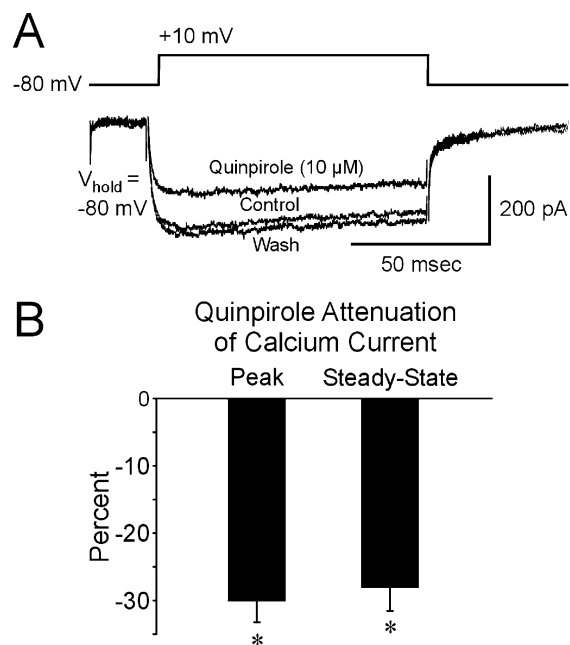 A
+10 mV
-80 mV
Quinpirole (10 µM)
Vhold =
-80 mV
Control
Wash
200 pA
50 msec
B
Quinpirole Attenuation
of Calcium Current
Peak Steady-State
0
-10
-20
-30
Percent
* *